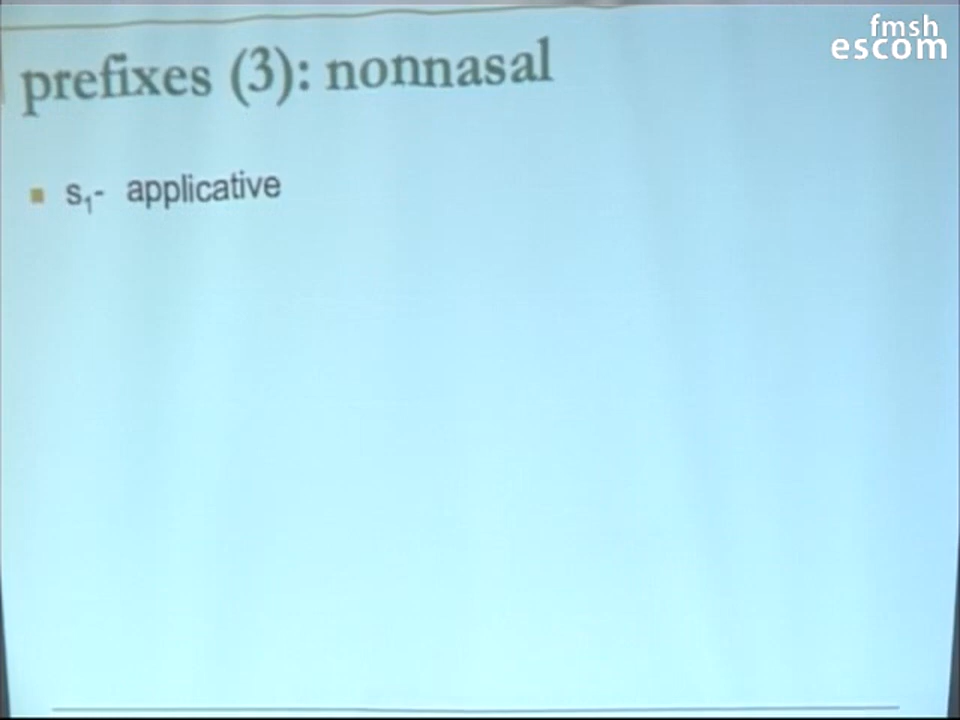 fmsh
escom
prefixes (3): nonnasal
▪ s₁- applicative